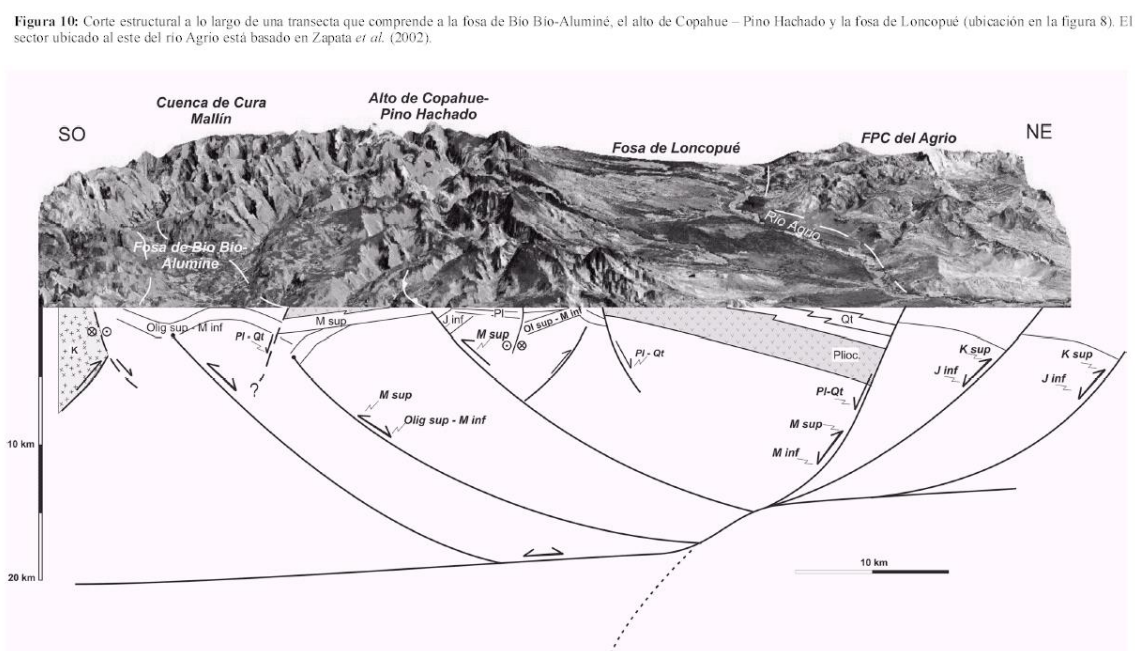 Figura 10: Corte estructural a lo largo de una transecta que comprende a la fosa de Bío Bío-Aluminé, el alto de Copahue – Pino Hachado y la fosa de Loncopué (ubicación en la figura 8). El
sector ubicado al este del río Agrio está basado en Zapata et al. (2002).
Cuenca de Cura
Mallín
Alto de Copahue-
Pino Hachado
SO
Fosa de Loncopué
FPC del Agrio
NE
Río Agrio
Fosa de Bío Bío-
Aluminé
K
Olig sup - M inf
Pl - Qt
?
M sup
J inf
Pl
M sup
Ol sup - M inf
Pl - Qt
Qt
Plioc.
K sup
J inf
K sup
J inf
Pl-Qt
M sup
M inf
M sup
Olig sup - M inf
10 km
20 km
10 km